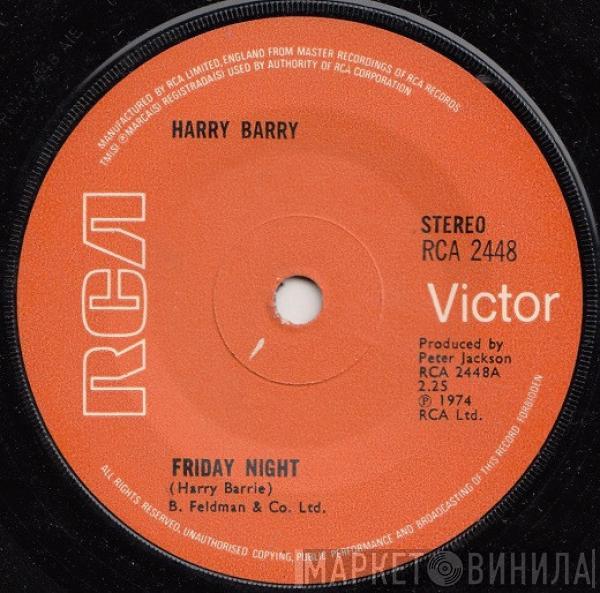 MANUFACTURED BY RCA LIMITED, ENGLAND FROM MASTER RECORDINGS OF RCA RECORDS
TM(S) ® MARCA(S) REGISTRADA(S) USED BY AUTHORITY OF RCA CORPORATION
HARRY BARRY
RCA
STEREO
RCA 2448
Victor
Produced by
Peter Jackson
RCA 2448A
2.25
℗ 1974
RCA Ltd.
FRIDAY NIGHT
(Harry Barrie)
B. Feldman & Co. Ltd.
ALL RIGHTS RESERVED, UNAUTHORISED COPYING, PUBLIC PERFORMANCE AND BROADCASTING OF THIS RECORD FORBIDDEN
МАРКЕТ ВИНИЛА